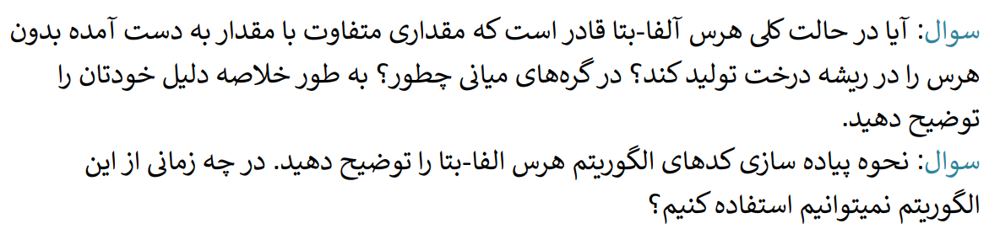 سوال: آیا در حالت کلی هرس آلفا-بتا قادر است که مقداری متفاوت با مقدار به دست آمده بدون
هرس را در ریشه درخت تولید کند؟ در گره‌های میانی چطور؟ به طور خلاصه دلیل خودتان را
توضیح دهید.
سوال: نحوه پیاده سازی کدهای الگوریتم هرس الفا-بتا را توضیح دهید. در چه زمانی از این
الگوریتم نمیتوانیم استفاده کنیم؟